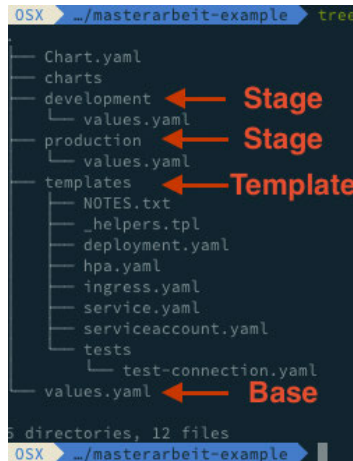 OSX …/masterarbeit-example tree
.
├── Chart.yaml
├── charts
├── development Stage
│   └── values.yaml
├── production Stage
│   └── values.yaml
├── templates Template
│   ├── NOTES.txt
│   ├── _helpers.tpl
│   ├── deployment.yaml
│   ├── hpa.yaml
│   ├── ingress.yaml
│   ├── service.yaml
│   ├── serviceaccount.yaml
│   └── tests
│       └── test-connection.yaml
└── values.yaml Base
5 directories, 12 files
OSX …/masterarbeit-example